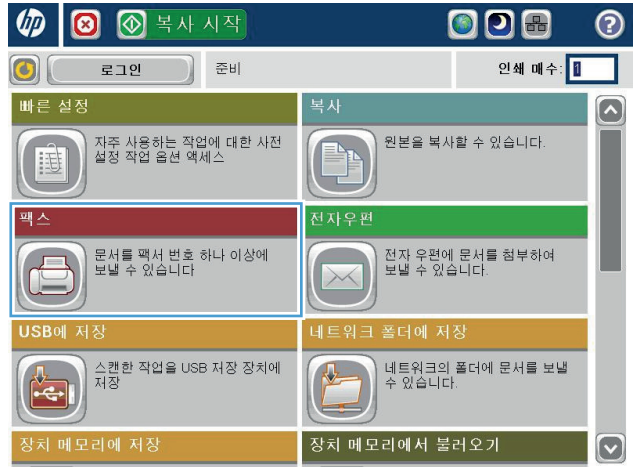 hp
복사 시작
?
로그인
준비
인쇄 매수: 1
빠른 설정
자주 사용하는 작업에 대한 사전
설정 작업 옵션 액세스
복사
원본을 복사할 수 있습니다.
팩스
문서를 팩서 번호 하나 이상에
보낼 수 있습니다
전자우편
전자 우편에 문서를 첨부하여
보낼 수 있습니다.
USB에 저장
스캔한 작업을 USB 저장 장치에
저장
네트워크 폴더에 저장
네트워크의 폴더에 문서를 보낼
수 있습니다.
장치 메모리에 저장
장치 메모리에서 불러오기